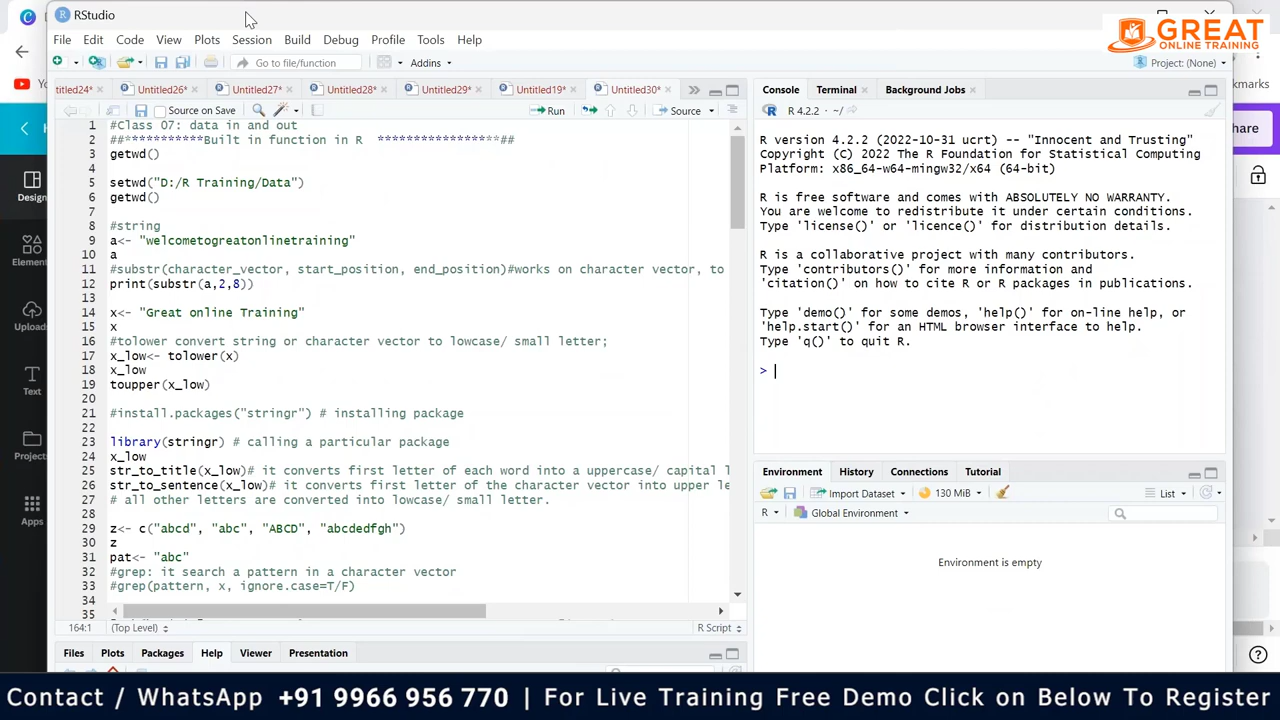 RStudio
GREAT
ONLINE TRAINING
File Edit Code View Plots Session Build Debug Profile Tools Help
Go to file/function Addins Project: (None)
ntitled24* × Untitled26* × Untitled27* × Untitled28* × Untitled29* × Untitled19* × Untitled30* ×
Source on Save Run Source
1 #Class 07: data in and out
2 ##***********Built in function in R *****************##
3 getwd()
4
5 setwd("D:/R Training/Data")
6 getwd()
7
8 #string
9 a<- "welcometogreatonlinetraining"
10 a
11 #substr(character_vector, start_position, end_position)#works on character vector, to
12 print(substr(a,2,8))
13
14 x<- "Great online Training"
15 x
16 #tolower convert string or character vector to lowcase/ small letter;
17 x_low<- tolower(x)
18 x_low
19 toupper(x_low)
20
21 #install.packages("stringr") # installing package
22
23 library(stringr) # calling a particular package
24 x_low
25 str_to_title(x_low)# it converts first letter of each word into a uppercase/ capital l
26 str_to_sentence(x_low)# it converts first letter of the character vector into upper le
27 # all other letters are converted into lowcase/ small letter.
28
29 z<- c("abcd", "abc", "ABCD", "abcdedfgh")
30 z
31 pat<- "abc"
32 #grep: it search a pattern in a character vector
33 #grep(pattern, x, ignore.case=T/F)
34
35
164:1 (Top Level) R Script
Files Plots Packages Help Viewer Presentation
Console Terminal × Background Jobs ×
R 4.2.2 · ~/
R version 4.2.2 (2022-10-31 ucrt) -- "Innocent and Trusting"
Copyright (C) 2022 The R Foundation for Statistical Computing
Platform: x86_64-w64-mingw32/x64 (64-bit)
R is free software and comes with ABSOLUTELY NO WARRANTY.
You are welcome to redistribute it under certain conditions.
Type 'license()' or 'licence()' for distribution details.
R is a collaborative project with many contributors.
Type 'contributors()' for more information and
'citation()' on how to cite R or R packages in publications.
Type 'demo()' for some demos, 'help()' for on-line help, or
'help.start()' for an HTML browser interface to help.
Type 'q()' to quit R.
>
Environment History Connections Tutorial
Import Dataset 130 MiB List
R Global Environment
Environment is empty
Yo
Design
Element
Upload
Text
Project
Apps
kmarks
hare
Contact / WhatsApp +91 9966 956 770 | For Live Training Free Demo Click on Below To Register